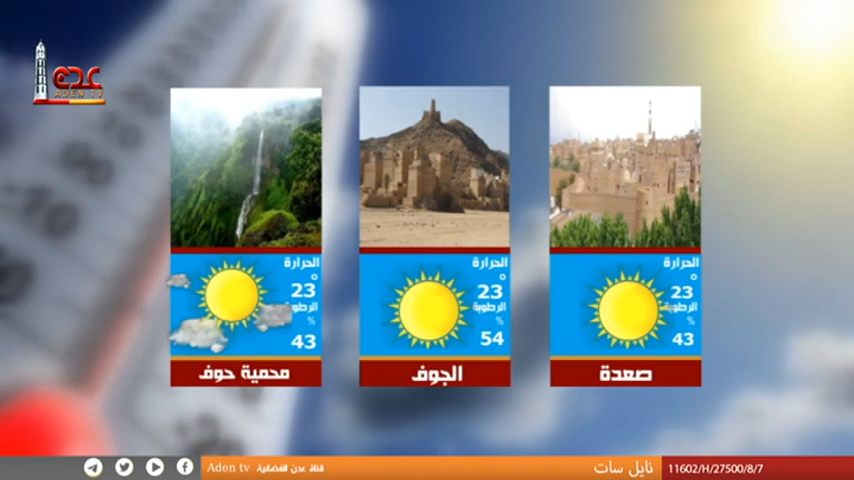 عدن
ADEN TV
الحرارة
23°
الرطوبة
%
43
صعدة
الحرارة
23°
الرطوبة
%
54
الجوف
الحرارة
23°
الرطوب
%
43
محمية حوف
Aden tv قناة عدن الفضائية نايل سات 11602/H/27500/8/7